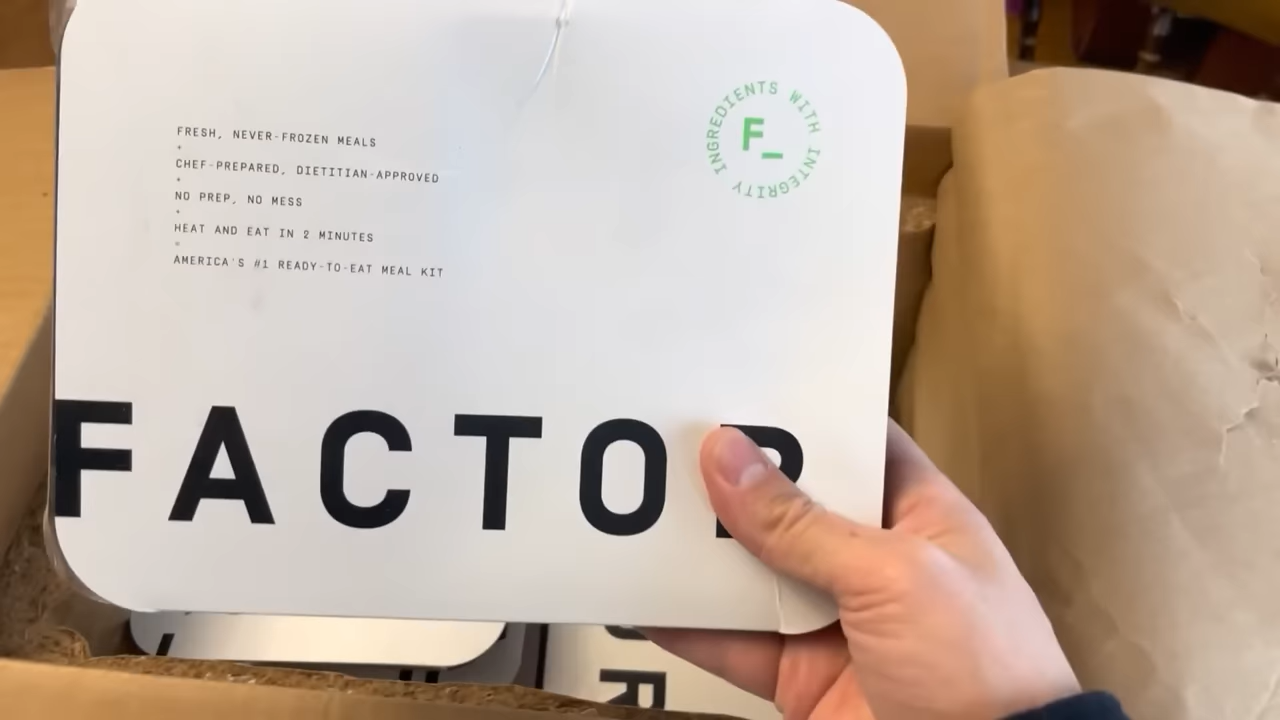 FRESH, NEVER-FROZEN MEALS
CHEF-PREPARED, DIETITIAN-APPROVED
NO PREP, NO MESS
HEAT AND EAT IN 2 MINUTES
AMERICA'S #1 READY-TO-EAT MEAL KIT
INGREDIENTS WITH INTEGRITY
F_
FACTOR
R